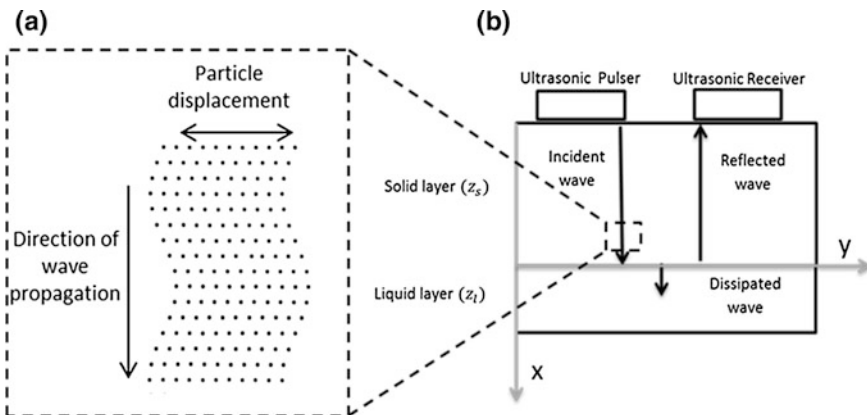 (a)
Particle
displacement
Direction of
wave
propagation
(b)
Ultrasonic Pulser
Ultrasonic Receiver
Incident
wave
Reflected
wave
Solid layer (z_s)
y
Liquid layer (z_l)
Dissipated
wave
x